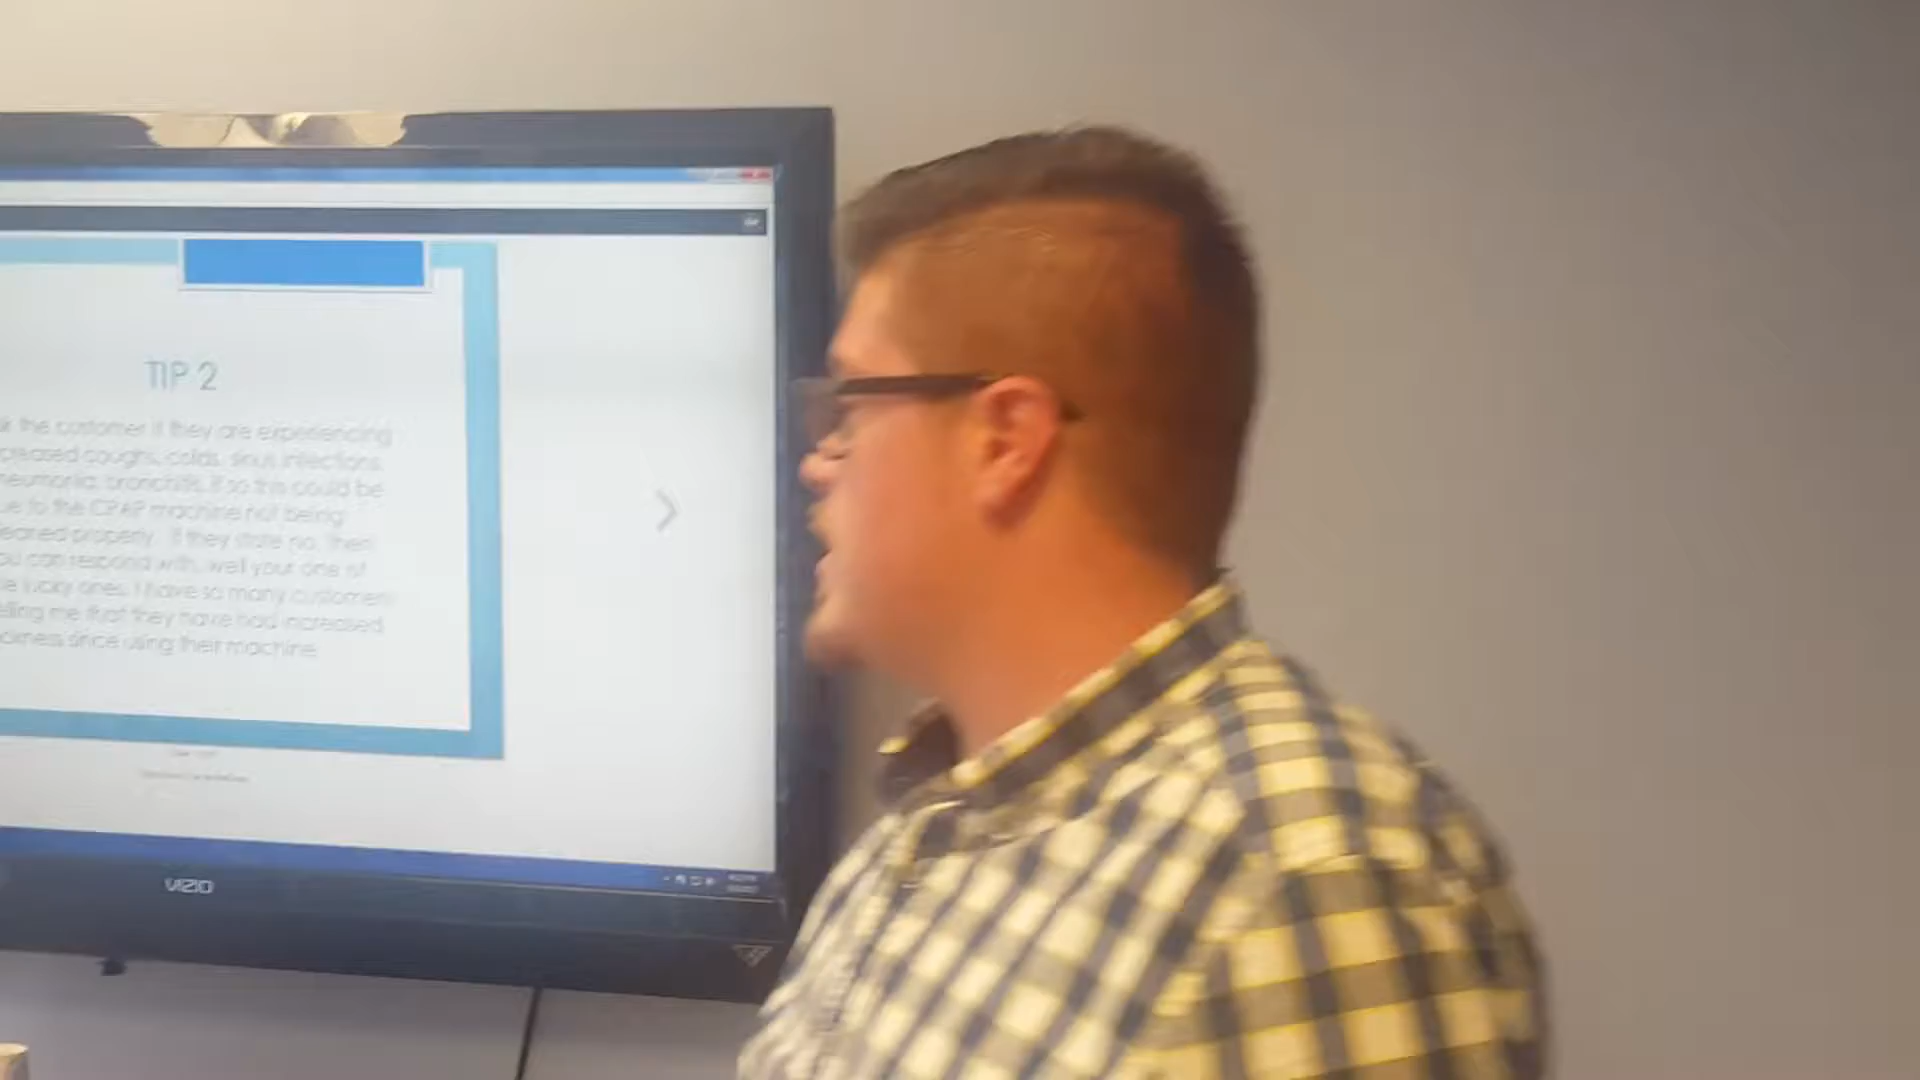 TIP 2
the customer if they are experiencing
creased coughs, colds, sinus infections,
neumonia, bronchitis. If so this could be
ue to the CPAP machine not being
leaned properly. If they state no, then
ou can respond with, well your one of
e lucky ones. I have so many customers
elling me that they have had increased
ickness since using their machine.
VIZIO